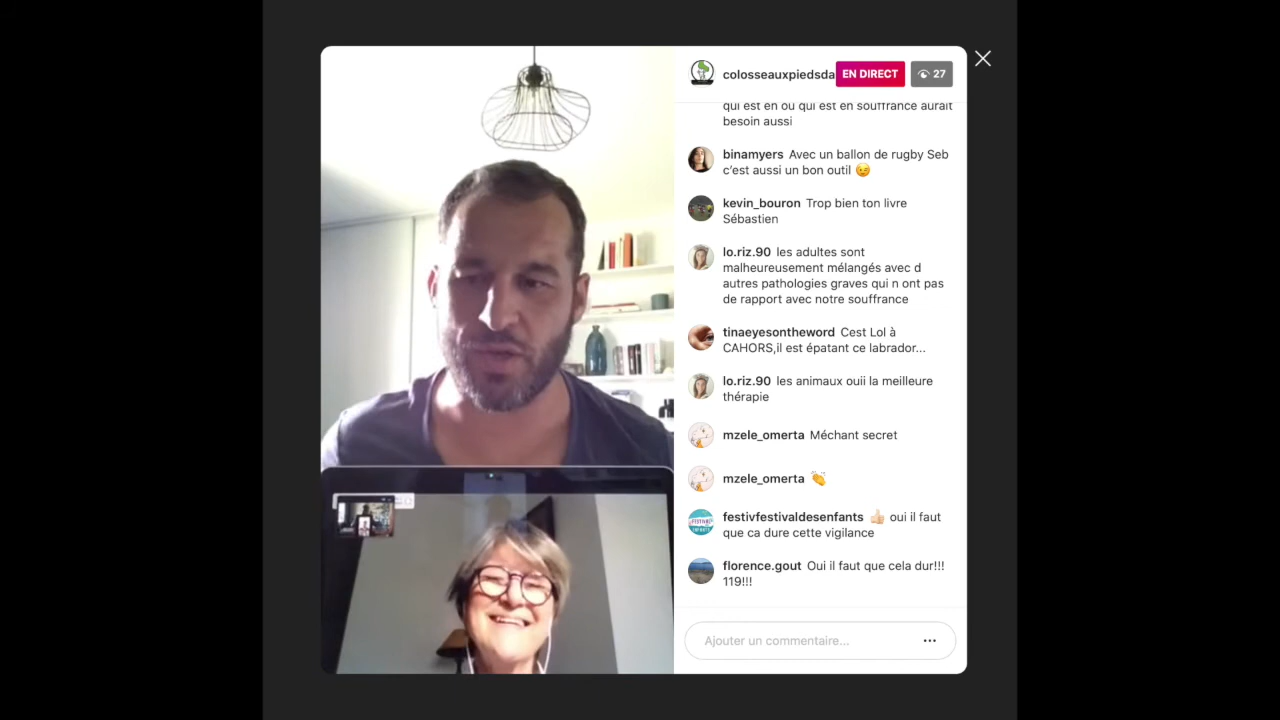 colosseauxpiedsda
EN DIRECT
27
qui est en ou qui est en souffrance aurait
besoin aussi
binamyers Avec un ballon de rugby Seb
c'est aussi un bon outil 😉
kevin_bouron Trop bien ton livre
Sébastien
lo.riz.90 les adultes sont
malheureusement mélangés avec d
autres pathologies graves qui n ont pas
de rapport avec notre souffrance
tinaeyesontheword Cest Lol à
CAHORS,il est épatant ce labrador...
lo.riz.90 les animaux ouii la meilleure
thérapie
mzele_omerta Méchant secret
mzele_omerta 👏
festivfestivaldesenfants 👍🏻 oui il faut
que ca dure cette vigilance
florence.gout Oui il faut que cela dur!!!
119!!!
Ajouter un commentaire...